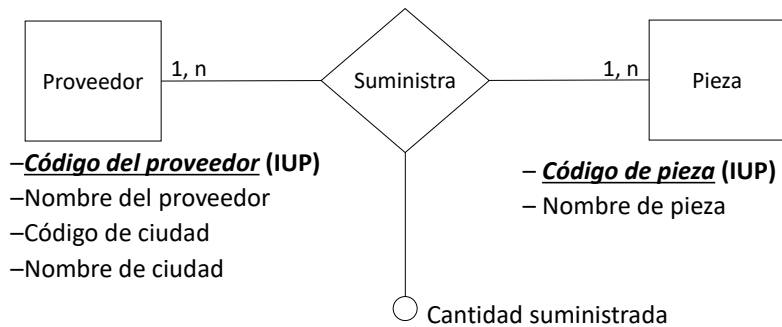 1, n
1, n
Proveedor
Suministra
Pieza
–Código del proveedor (IUP)
–Nombre del proveedor
–Código de ciudad
–Nombre de ciudad
– Código de pieza (IUP)
– Nombre de pieza
Cantidad suministrada